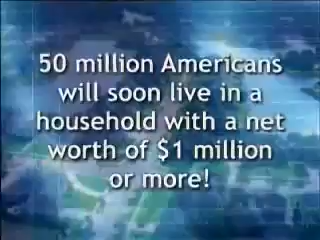 50 million Americans
will soon live in a
household with a net
worth of $1 million
or more!